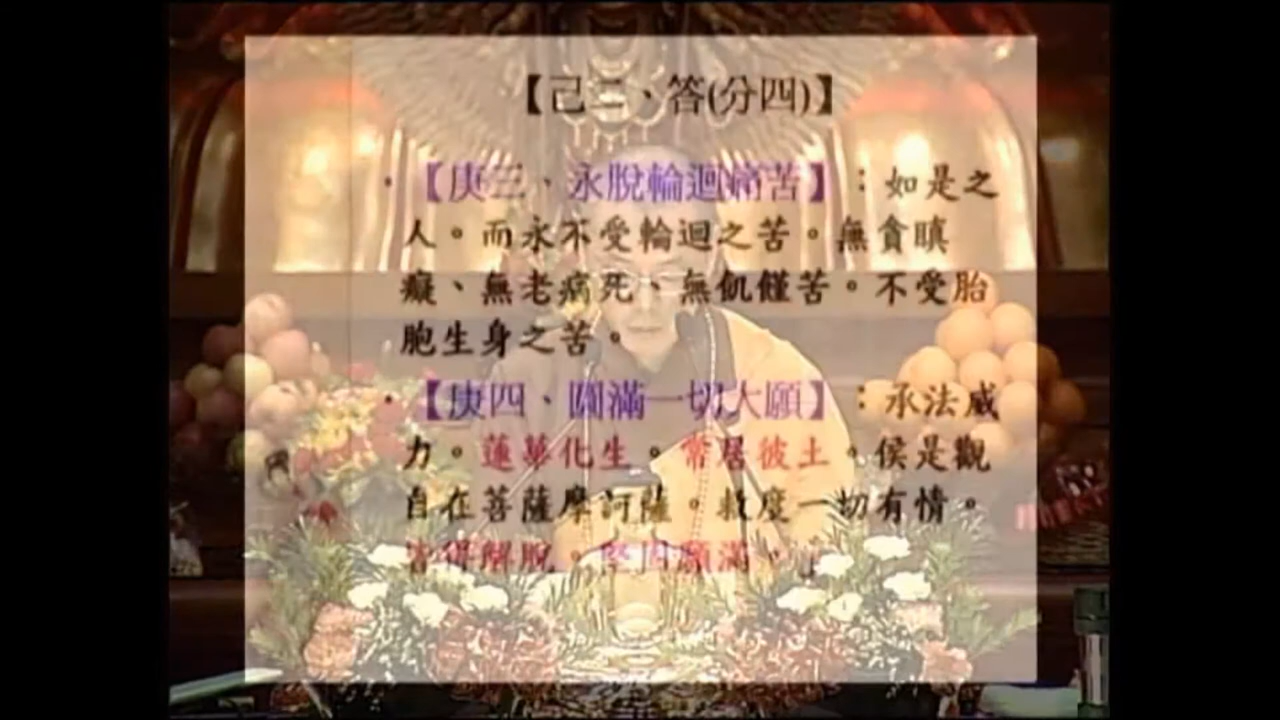 【己二、答(分四)】
• 【庚三、永脫輪迴痛苦】：如是之
人。而永不受輪迴之苦。無貪瞋
癡、無老病死、無飢饉苦。不受胎
胞生身之苦。
• 【庚四、圓滿一切大願】：承法威
力。蓮華化生。常居彼土。侯是觀
自在菩薩摩訶薩。救度一切有情。
皆得解脫。堅固願滿。」